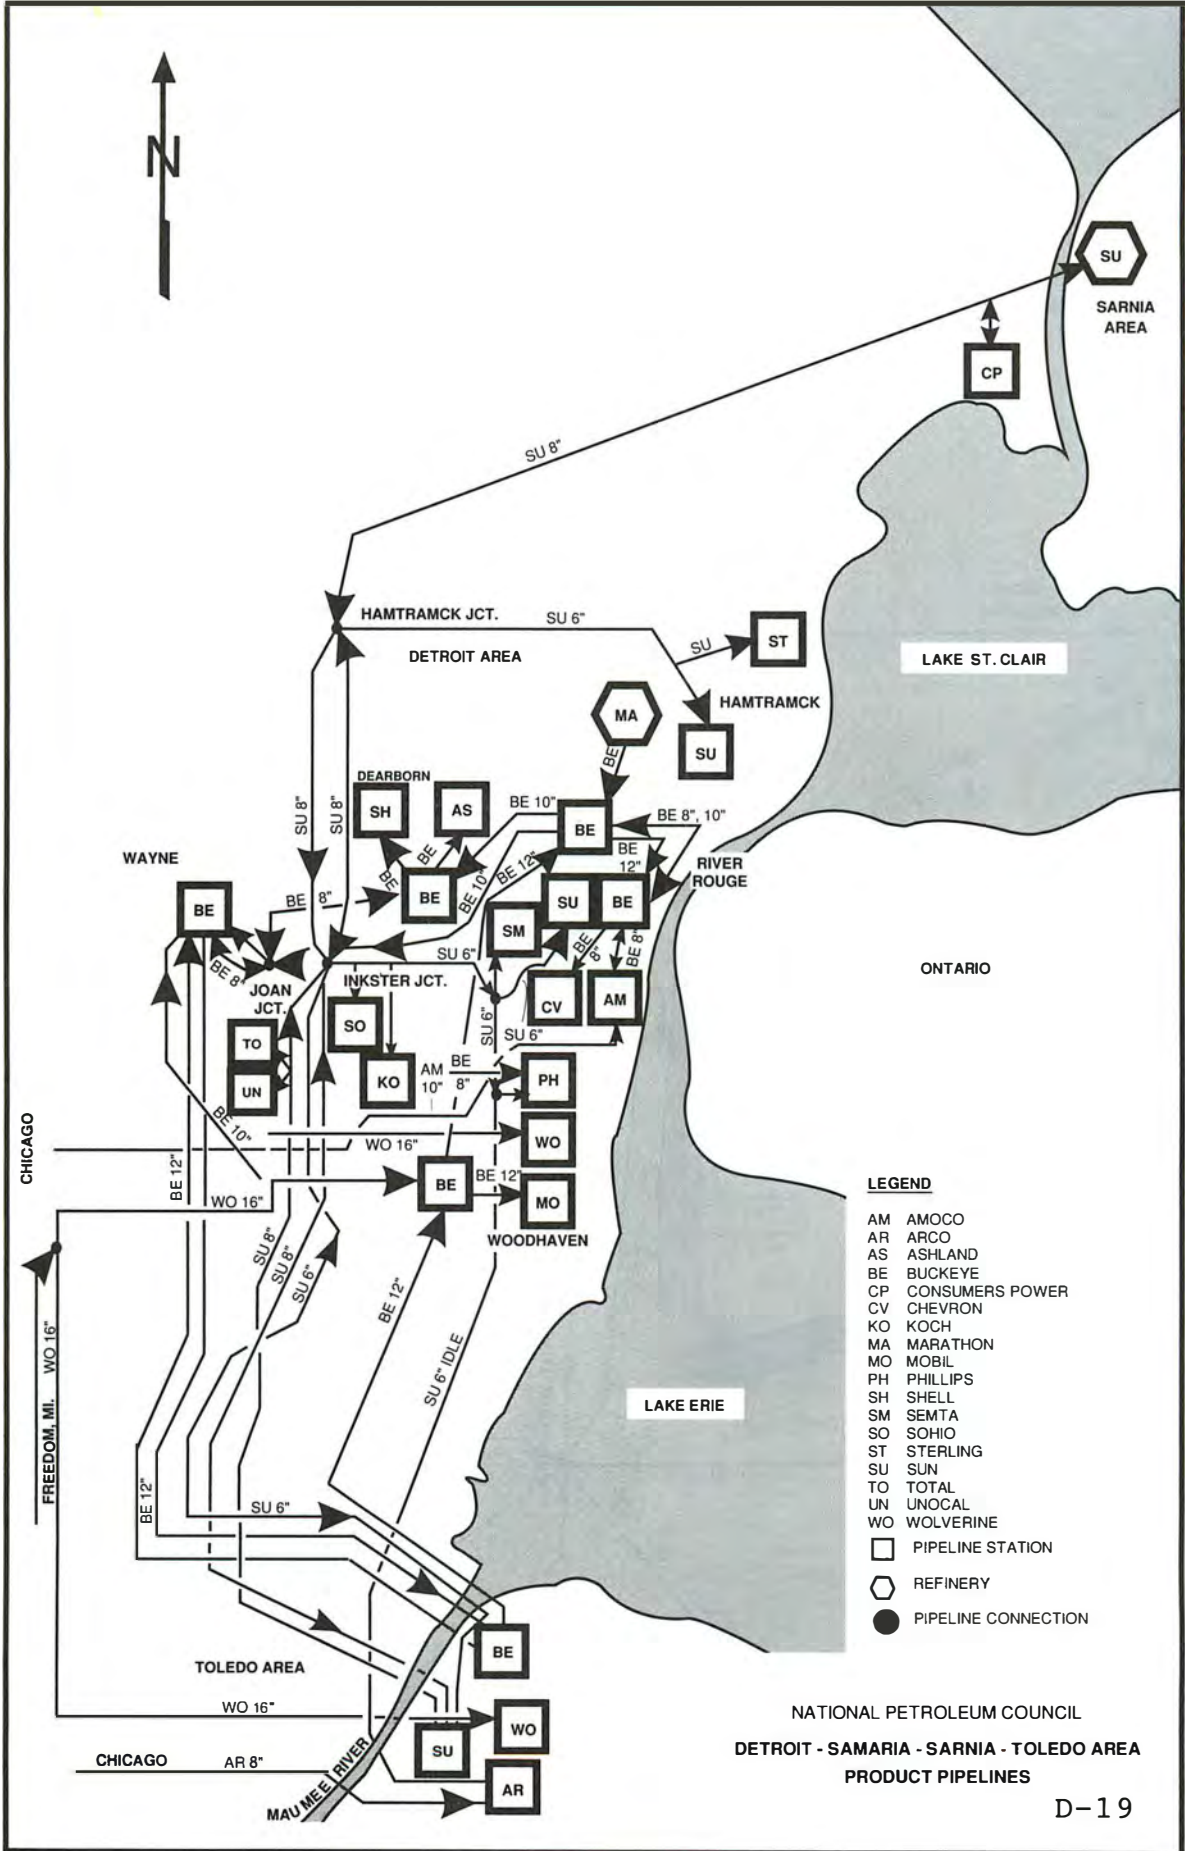 N
SU
SARNIA
AREA
CP
SU 8"
HAMTRAMCK JCT.
SU 6"
ST
SU
DETROIT AREA
LAKE ST. CLAIR
HAMTRAMCK
MA
SU
BE
DEARBORN
SH
AS
BE 10"
BE
BE 8", 10"
SU 8"
SU 8"
BE
BE
12"
RIVER
ROUGE
WAYNE
BE
BE 8"
BE
BE
BE 10"
BE 12"
SU
BE
SM
SU 6"
BE 8"
BE 8"
BE 8"
JOAN
JCT.
INKSTER JCT.
ONTARIO
CV
AM
SO
TO
SU 6"
SU 6"
UN
KO
AM
10"
BE
8"
PH
BE 10"
CHICAGO
WO 16"
WO
BE 12"
BE
BE 12"
MO
WO 16"
WOODHAVEN
SU 8"
SU 8"
SU 6"
BE 12"
FREEDOM, MI.
WO 16"
SU 6" IDLE
LAKE ERIE
BE 12"
SU 6"
LEGEND
AM AMOCO
AR ARCO
AS ASHLAND
BE BUCKEYE
CP CONSUMERS POWER
CV CHEVRON
KO KOCH
MA MARATHON
MO MOBIL
PH PHILLIPS
SH SHELL
SM SEMTA
SO SOHIO
ST STERLING
SU SUN
TO TOTAL
UN UNOCAL
WO WOLVERINE
PIPELINE STATION
REFINERY
PIPELINE CONNECTION
BE
TOLEDO AREA
WO 16"
WO
SU
CHICAGO
AR 8"
AR
MAUMEE RIVER
NATIONAL PETROLEUM COUNCIL
DETROIT - SAMARIA - SARNIA - TOLEDO AREA
PRODUCT PIPELINES
D-19